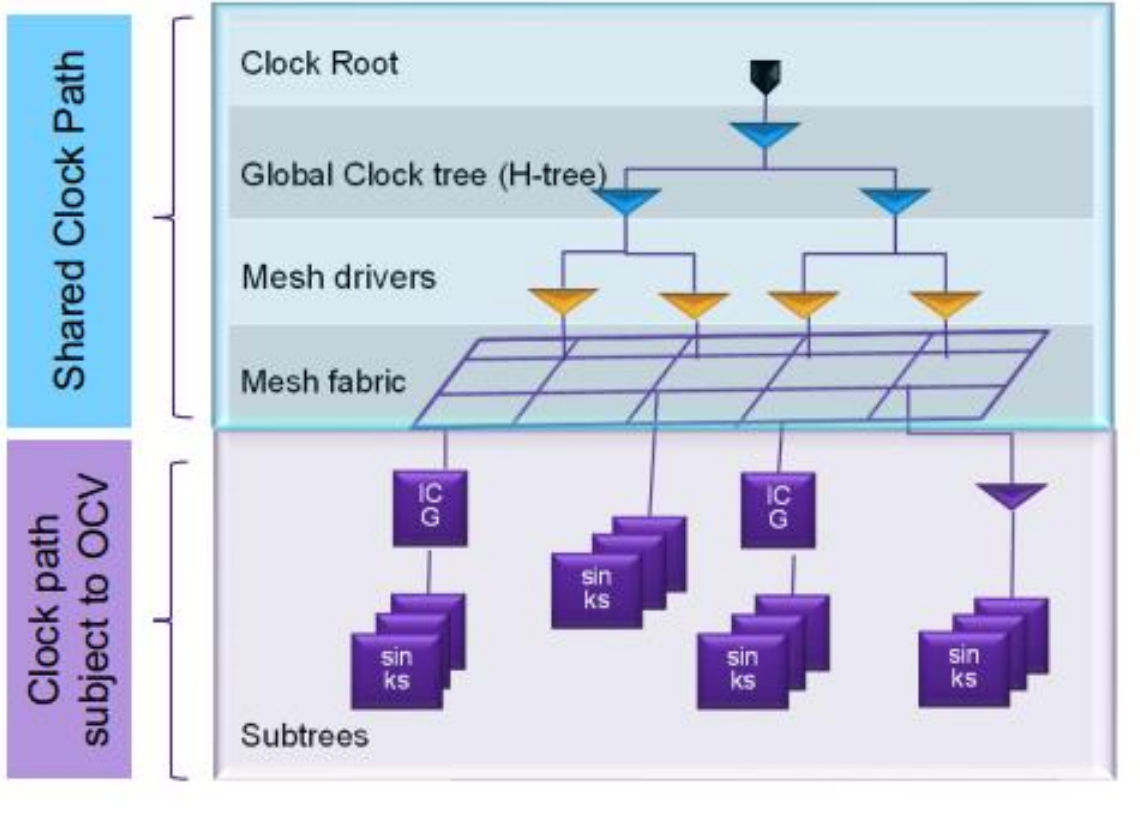 Shared Clock Path
Clock Root
Global Clock tree (H-tree)
Mesh drivers
Mesh fabric
Clock path
subject to OCV
IC
G
sin
ks
IC
G
sin
ks
sin
ks
sin
ks
Subtrees